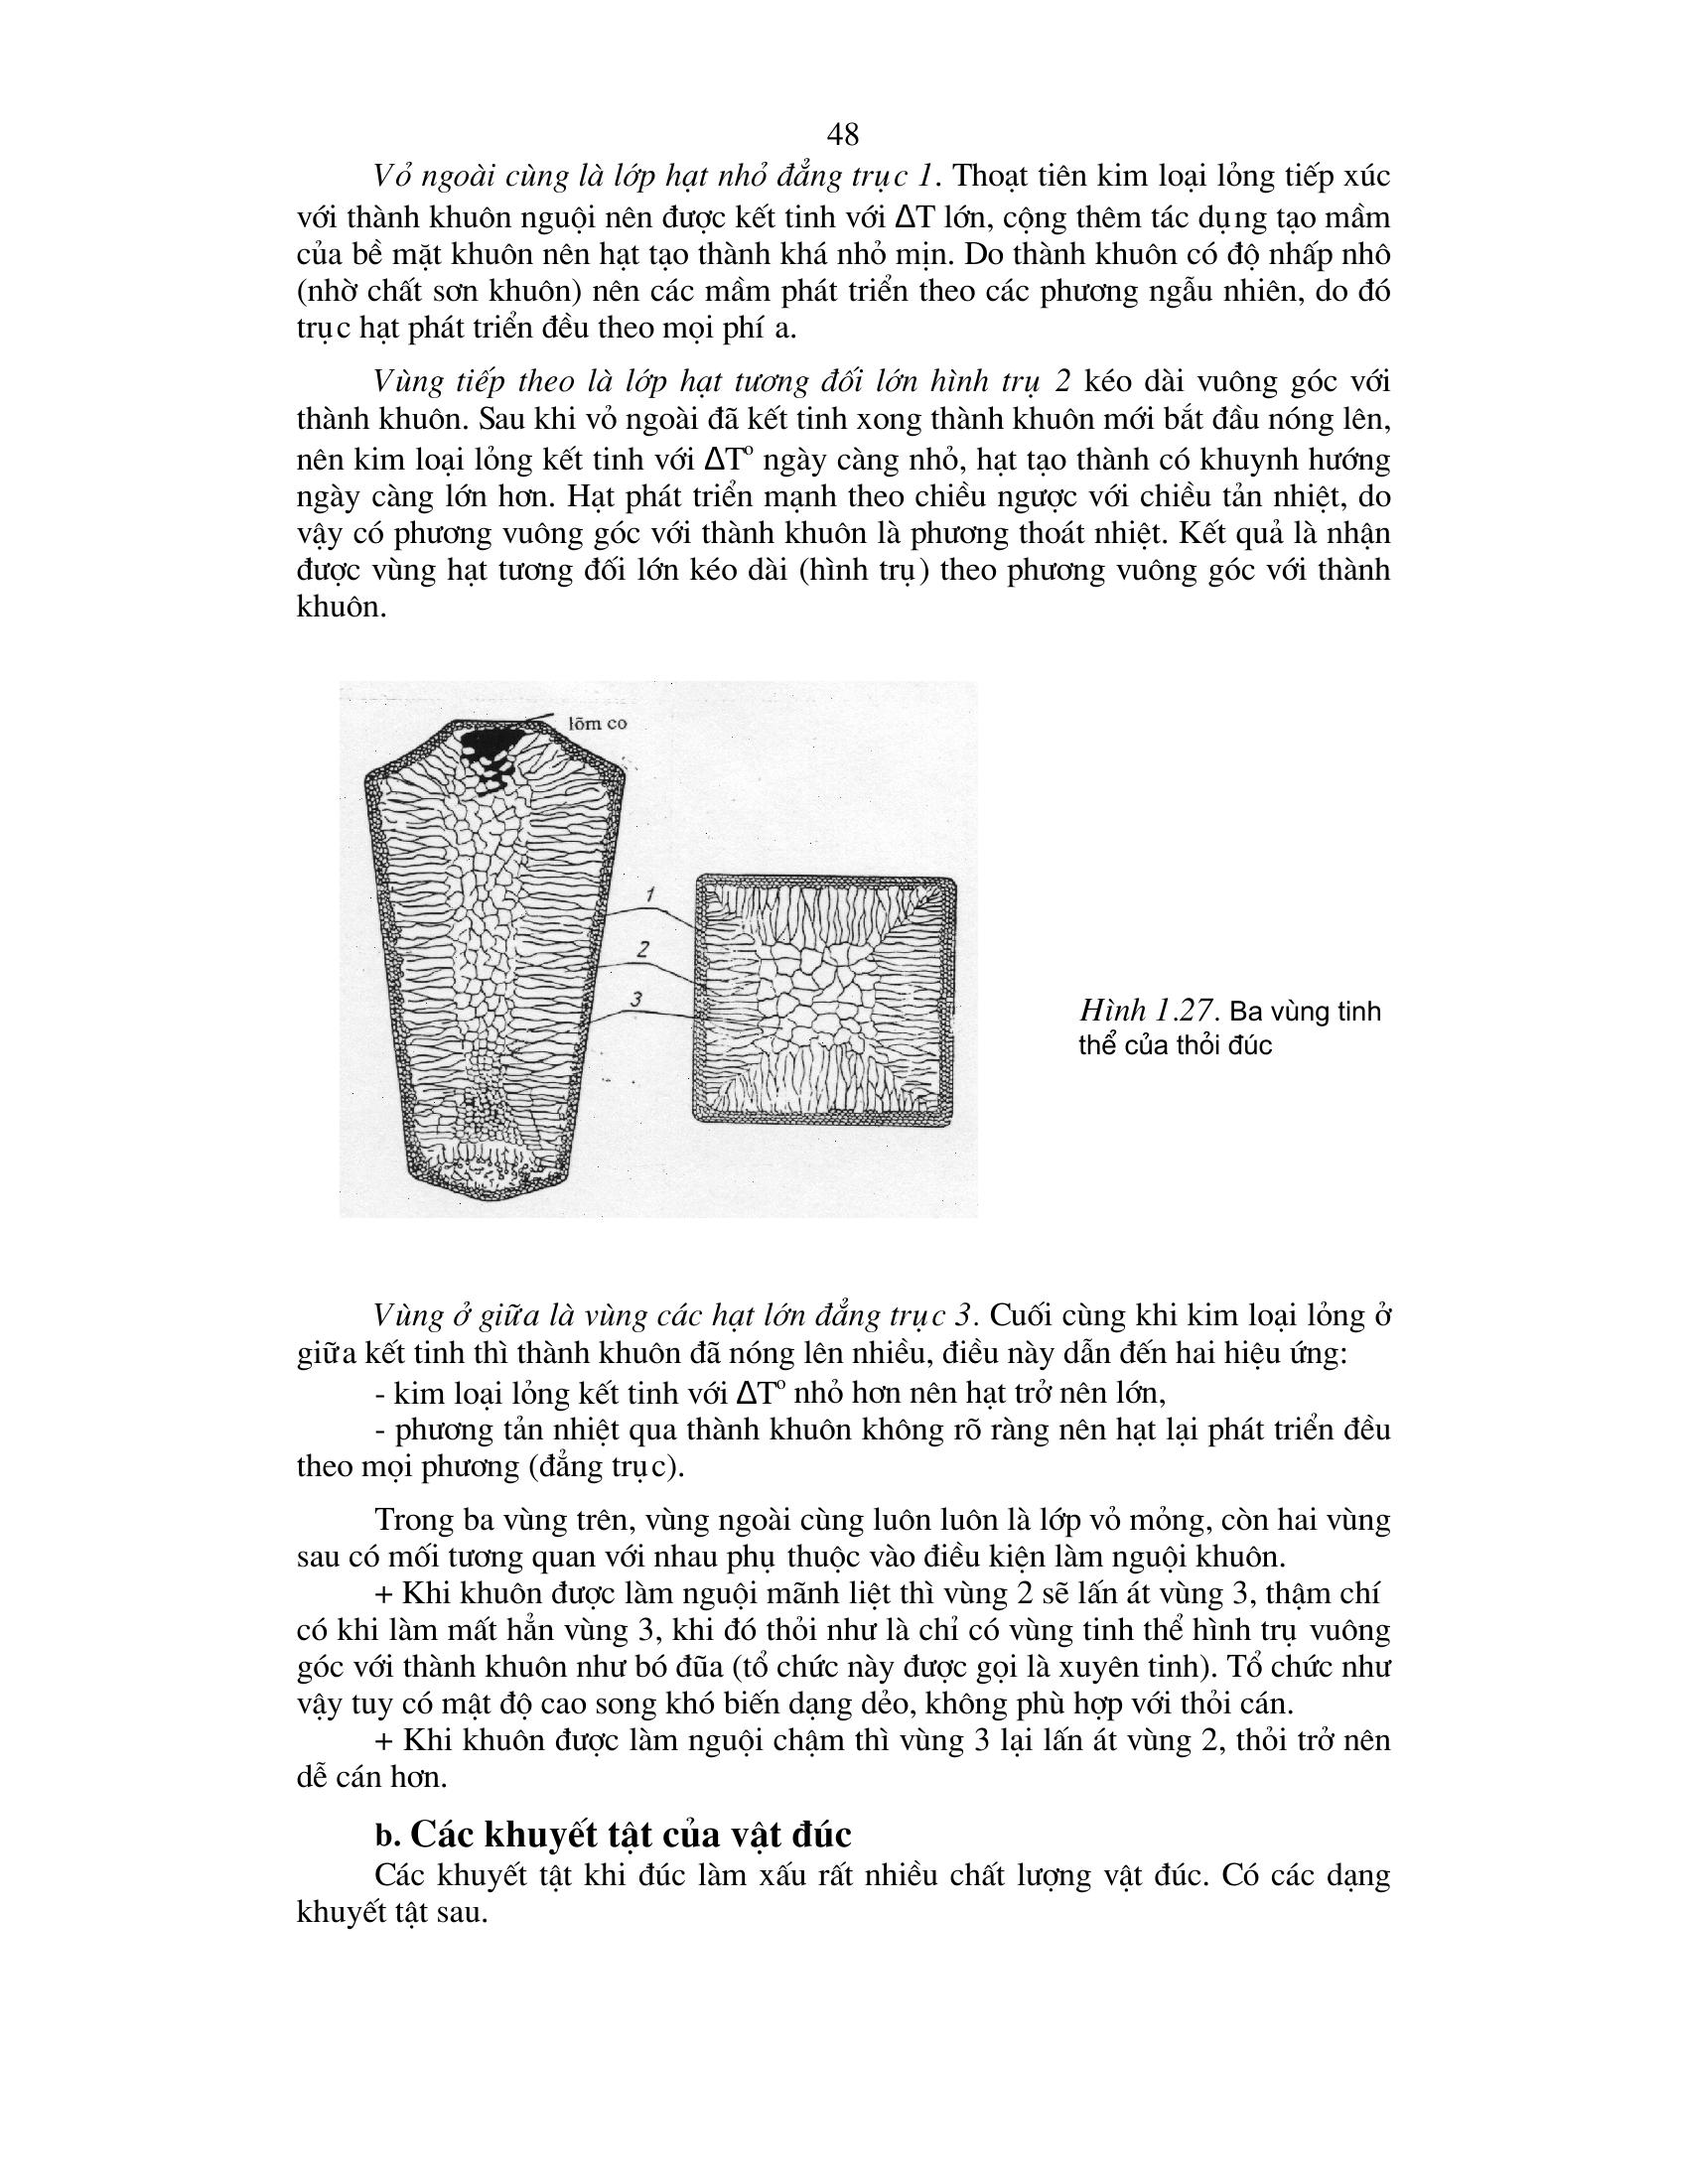 48
Vỏ ngoài cùng là lớp hạt nhỏ đẳng trục 1. Thoạt tiên kim loại lỏng tiếp xúc
với thành khuôn nguội nên được kết tinh với ΔT lớn, cộng thêm tác dụng tạo mầm
của bề mặt khuôn nên hạt tạo thành khá nhỏ mịn. Do thành khuôn có độ nhấp nhô
(nhờ chất sơn khuôn) nên các mầm phát triển theo các phương ngẫu nhiên, do đó
trục hạt phát triển đều theo mọi phía.
Vùng tiếp theo là lớp hạt tương đối lớn hình trụ 2 kéo dài vuông góc với
thành khuôn. Sau khi vỏ ngoài đã kết tinh xong thành khuôn mới bắt đầu nóng lên,
nên kim loại lỏng kết tinh với ΔTº ngày càng nhỏ, hạt tạo thành có khuynh hướng
ngày càng lớn hơn. Hạt phát triển mạnh theo chiều ngược với chiều tản nhiệt, do
vậy có phương vuông góc với thành khuôn là phương thoát nhiệt. Kết quả là nhận
được vùng hạt tương đối lớn kéo dài (hình trụ) theo phương vuông góc với thành
khuôn.
lõm co
1
2
3
Hình 1.27. Ba vùng tinh
thể của thỏi đúc
Vùng ở giữa là vùng các hạt lớn đẳng trục 3. Cuối cùng khi kim loại lỏng ở
giữa kết tinh thì thành khuôn đã nóng lên nhiều, điều này dẫn đến hai hiệu ứng:
- kim loại lỏng kết tinh với ΔTº nhỏ hơn nên hạt trở nên lớn,
- phương tản nhiệt qua thành khuôn không rõ ràng nên hạt lại phát triển đều
theo mọi phương (đẳng trục).
Trong ba vùng trên, vùng ngoài cùng luôn luôn là lớp vỏ mỏng, còn hai vùng
sau có mối tương quan với nhau phụ thuộc vào điều kiện làm nguội khuôn.
+ Khi khuôn được làm nguội mãnh liệt thì vùng 2 sẽ lấn át vùng 3, thậm chí
có khi làm mất hẳn vùng 3, khi đó thỏi như là chỉ có vùng tinh thể hình trụ vuông
góc với thành khuôn như bó đũa (tổ chức này được gọi là xuyên tinh). Tổ chức như
vậy tuy có mật độ cao song khó biến dạng dẻo, không phù hợp với thỏi cán.
+ Khi khuôn được làm nguội chậm thì vùng 3 lại lấn át vùng 2, thỏi trở nên
dễ cán hơn.
b. Các khuyết tật của vật đúc
Các khuyết tật khi đúc làm xấu rất nhiều chất lượng vật đúc. Có các dạng
khuyết tật sau.